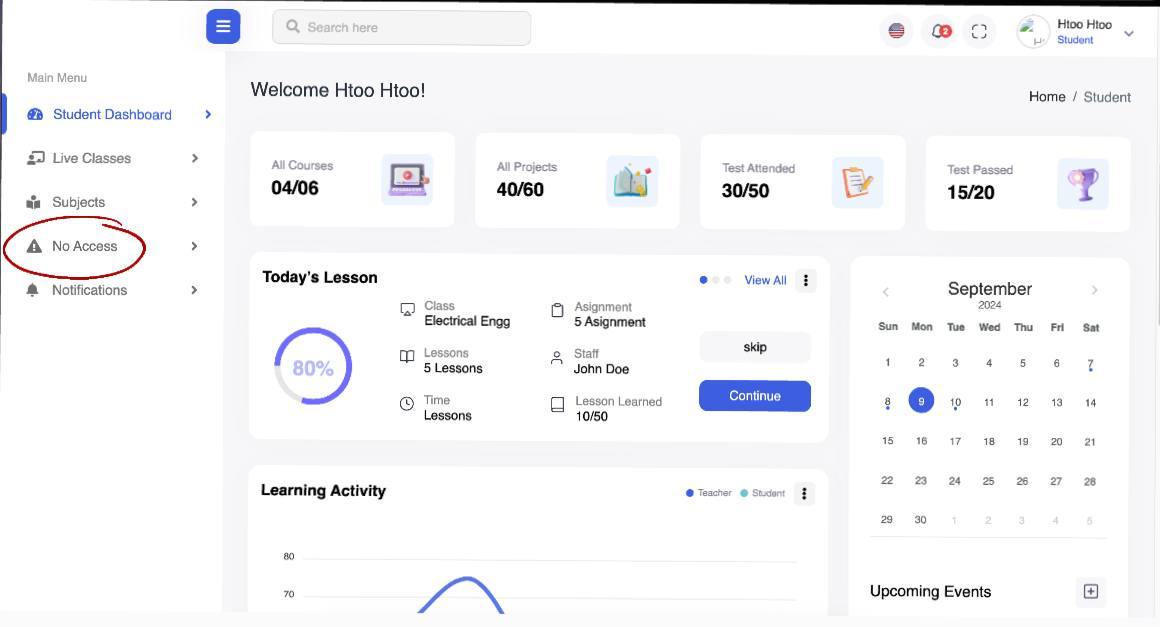 Search here
2
Htoo Htoo
Student
Main Menu
Student Dashboard
Live Classes
Subjects
No Access
Notifications
Welcome Htoo Htoo!
Home / Student
All Courses
04/06
All Projects
40/60
Test Attended
30/50
Test Passed
15/20
Today's Lesson
View All
80%
Class
Electrical Engg
Lessons
5 Lessons
Time
Lessons
Asignment
5 Asignment
Staff
John Doe
Lesson Learned
10/50
skip
Continue
September
2024
Sun Mon Tue Wed Thu Fri Sat
1 2 3 4 5 6 7
8 9 10 11 12 13 14
15 16 17 18 19 20 21
22 23 24 25 26 27 28
29 30 1 2 3 4 5
Learning Activity
Teacher Student
80
70
Upcoming Events